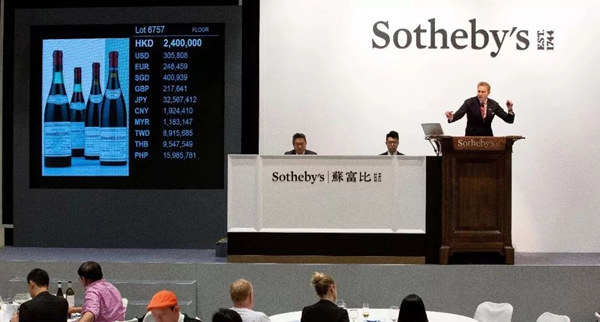 Lot 6757 FLOOR
HKD 2,400,000
USD 305,808
EUR 248,459
SGD 400,939
GBP 217,641
JPY 32,567,412
CNY 1,924,410
MYR 1,183,147
TWD 8,915,685
THB 9,547,549
PHP 15,985,781
Sotheby's EST. 1744
Sotheby's
Sotheby's 蘇富比